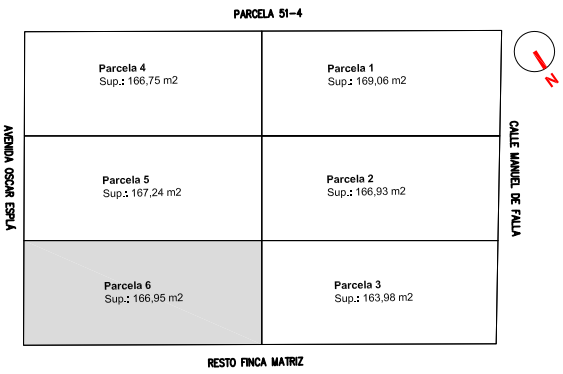 PARCELA 51-4
Parcela 4
Sup.: 166,75 m2
Parcela 1
Sup.: 169,06 m2
N
AVENIDA OSCAR ESPLÁ
Parcela 5
Sup.: 167,24 m2
Parcela 2
Sup.: 166,93 m2
CALLE MANUEL DE FALLA
Parcela 6
Sup.: 166,95 m2
Parcela 3
Sup.: 163,98 m2
RESTO FINCA MATRIZ